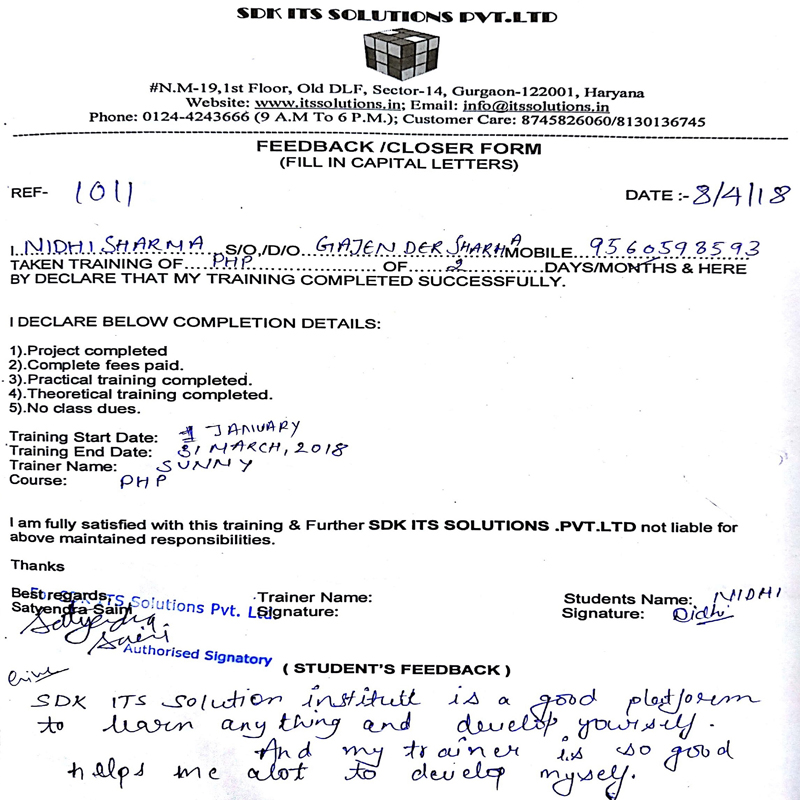 SDK ITS SOLUTIONS PVT.LTD
#N.M-19,1st Floor, Old DLF, Sector-14, Gurgaon-122001, Haryana
Website: www.itssolutions.in; Email: info@itssolutions.in
Phone: 0124-4243666 (9 A.M To 6 P.M.); Customer Care: 8745826060/8130136745
FEEDBACK /CLOSER FORM
(FILL IN CAPITAL LETTERS)
REF- 1011 DATE :- 8/4/18
I..NIDHI SHARMA S/O,/D/O GAJENDER SHARMA MOBILE 9560598593
TAKEN TRAINING OF PHP OF 2 DAYS/MONTHS & HERE
BY DECLARE THAT MY TRAINING COMPLETED SUCCESSFULLY.
I DECLARE BELOW COMPLETION DETAILS:
1).Project completed
2).Complete fees paid.
3).Practical training completed.
4).Theoretical training completed.
5).No class dues.
Training Start Date: 1 JANUARY
Training End Date: 31 MARCH, 2018
Trainer Name: SUNNY
Course: PHP
I am fully satisfied with this training & Further SDK ITS SOLUTIONS .PVT.LTD not liable for
above maintained responsibilities.
Thanks
Best regards, Trainer Name: Students Name: NIDHI
For SDK ITS Solutions Pvt. Ltd
Satyendra Saini Signature: Signature: Nidhi
Satyendra
Saini
Authorised Signatory
( STUDENT'S FEEDBACK )
SDK ITS Solution institute is a good platform
to learn anything and develop yourself.
And my trainer is so good
helps me alot to develop myself.